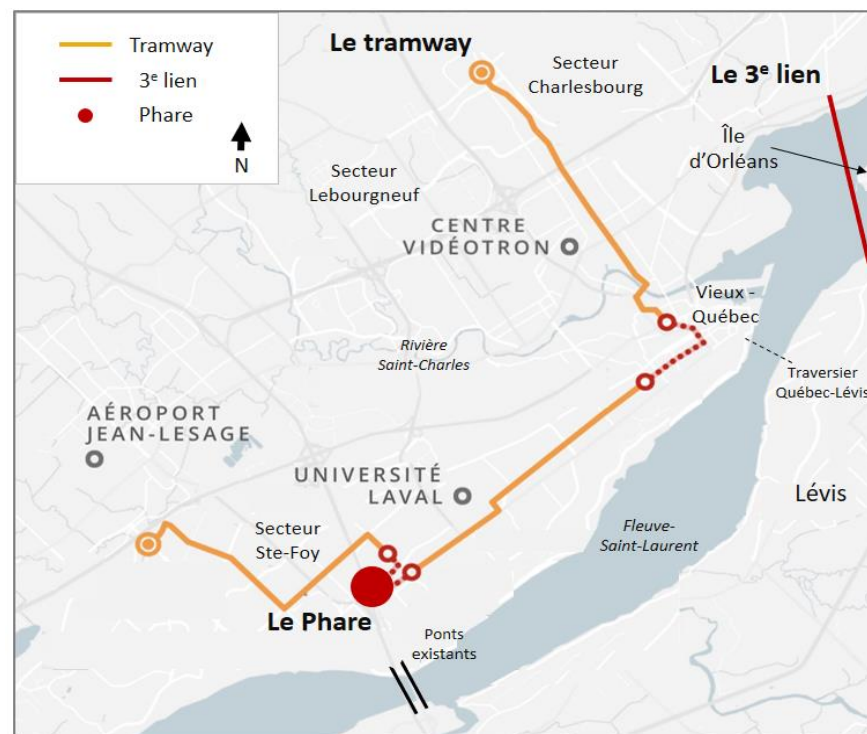 Tramway
3e lien
Phare
N
Le tramway
Secteur
Charlesbourg
Le 3e lien
Île
d'Orléans
Secteur
Lebourgneuf
CENTRE
VIDÉOTRON
Vieux -
Québec
Rivière
Saint-Charles
Traversier
Québec-Lévis
AÉROPORT
JEAN-LESAGE
UNIVERSITÉ
LAVAL
Lévis
Secteur
Ste-Foy
Fleuve-
Saint-Laurent
Le Phare
Ponts
existants